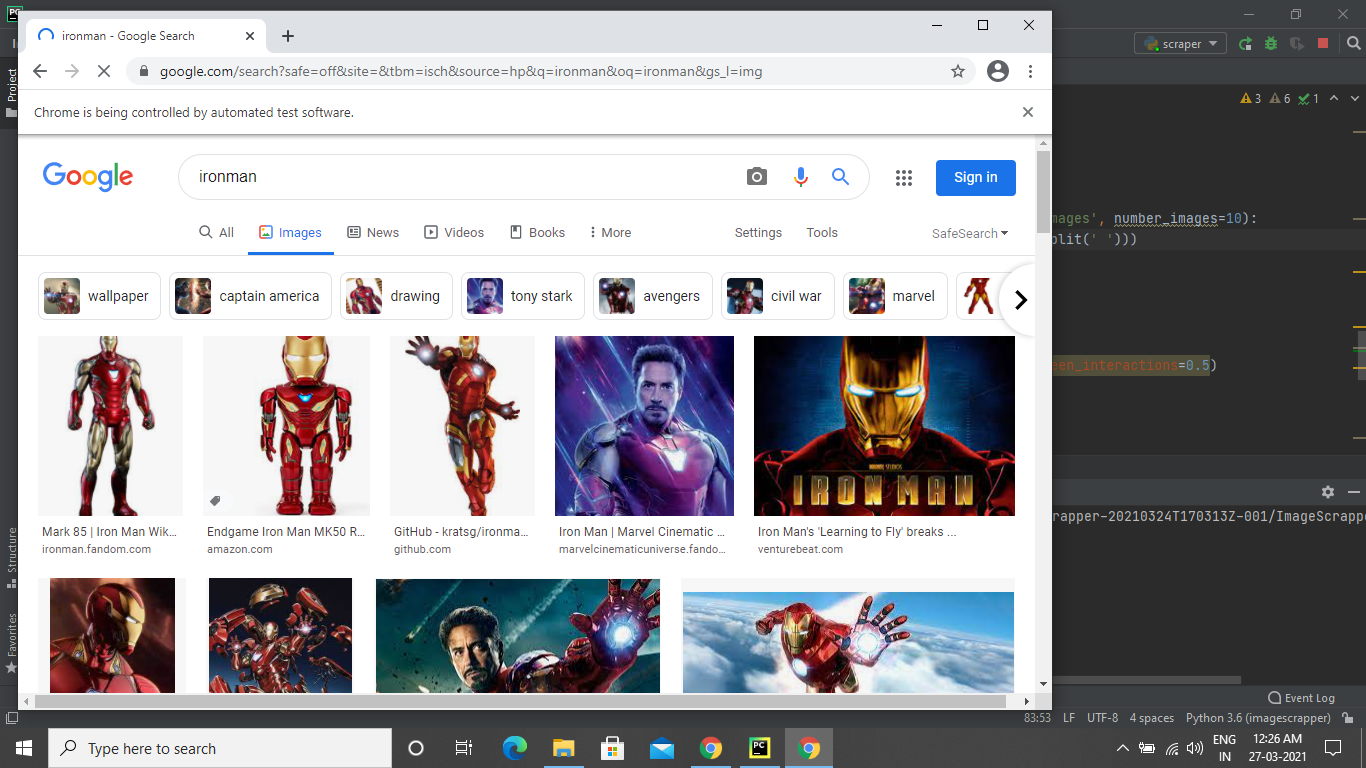 PC
ironman - Google Search
google.com/search?safe=off&site=&tbm=isch&source=hp&q=ironman&oq=ironman&gs_l=img
scraper
Project
Chrome is being controlled by automated test software.
3 6 1
Google
ironman
Sign in
All Images News Videos Books More Settings Tools SafeSearch
mages', number_images=10):
plit(' ')))
wallpaper captain america drawing tony stark avengers civil war marvel
een_interactions=0.5)
MARVEL STUDIOS
IRON MAN
Mark 85 | Iron Man Wik...
ironman.fandom.com
Endgame Iron Man MK50 R...
amazon.com
GitHub - kratsg/ironma...
github.com
Iron Man | Marvel Cinematic ...
marvelcinematicuniverse.fando...
Iron Man's 'Learning to Fly' breaks ...
venturebeat.com
rapper-20210324T170313Z-001/ImageScrapp
Structure
Favorites
Event Log
83:53 LF UTF-8 4 spaces Python 3.6 (imagescrapper)
Type here to search
PC
ENG
IN
12:26 AM
27-03-2021